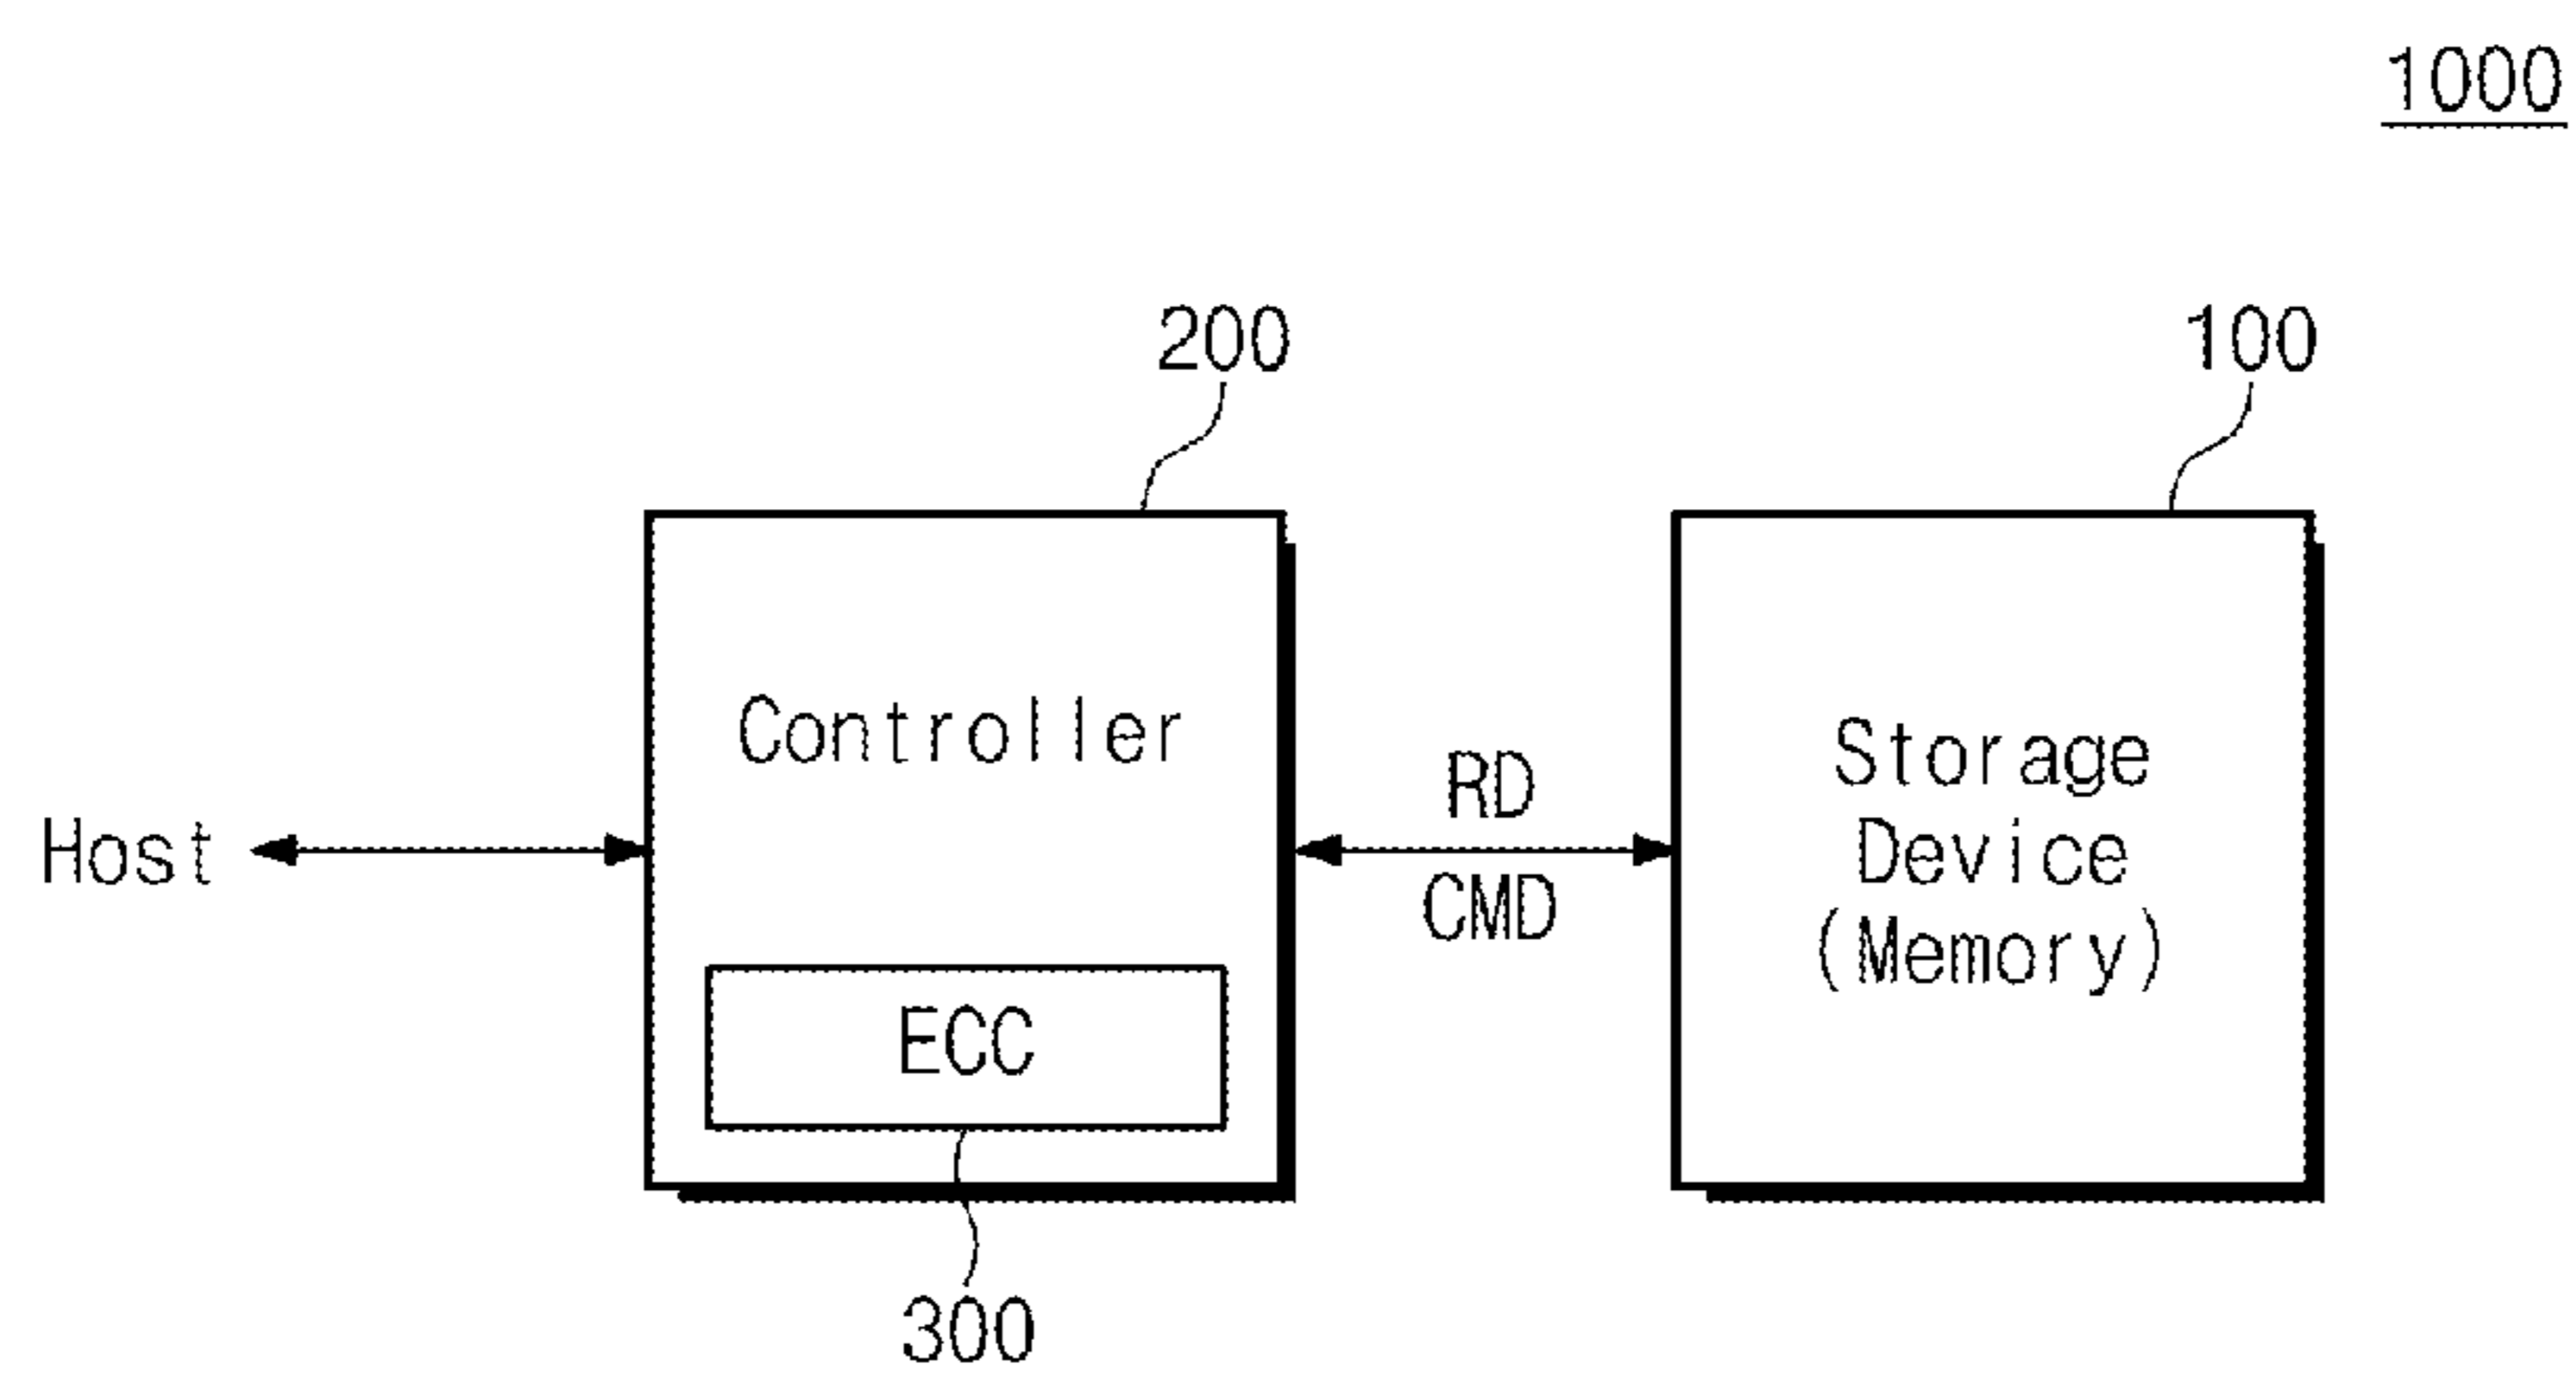 1000
200
100
Controller
Storage
Device
(Memory)
Host
RD
CMD
ECC
300